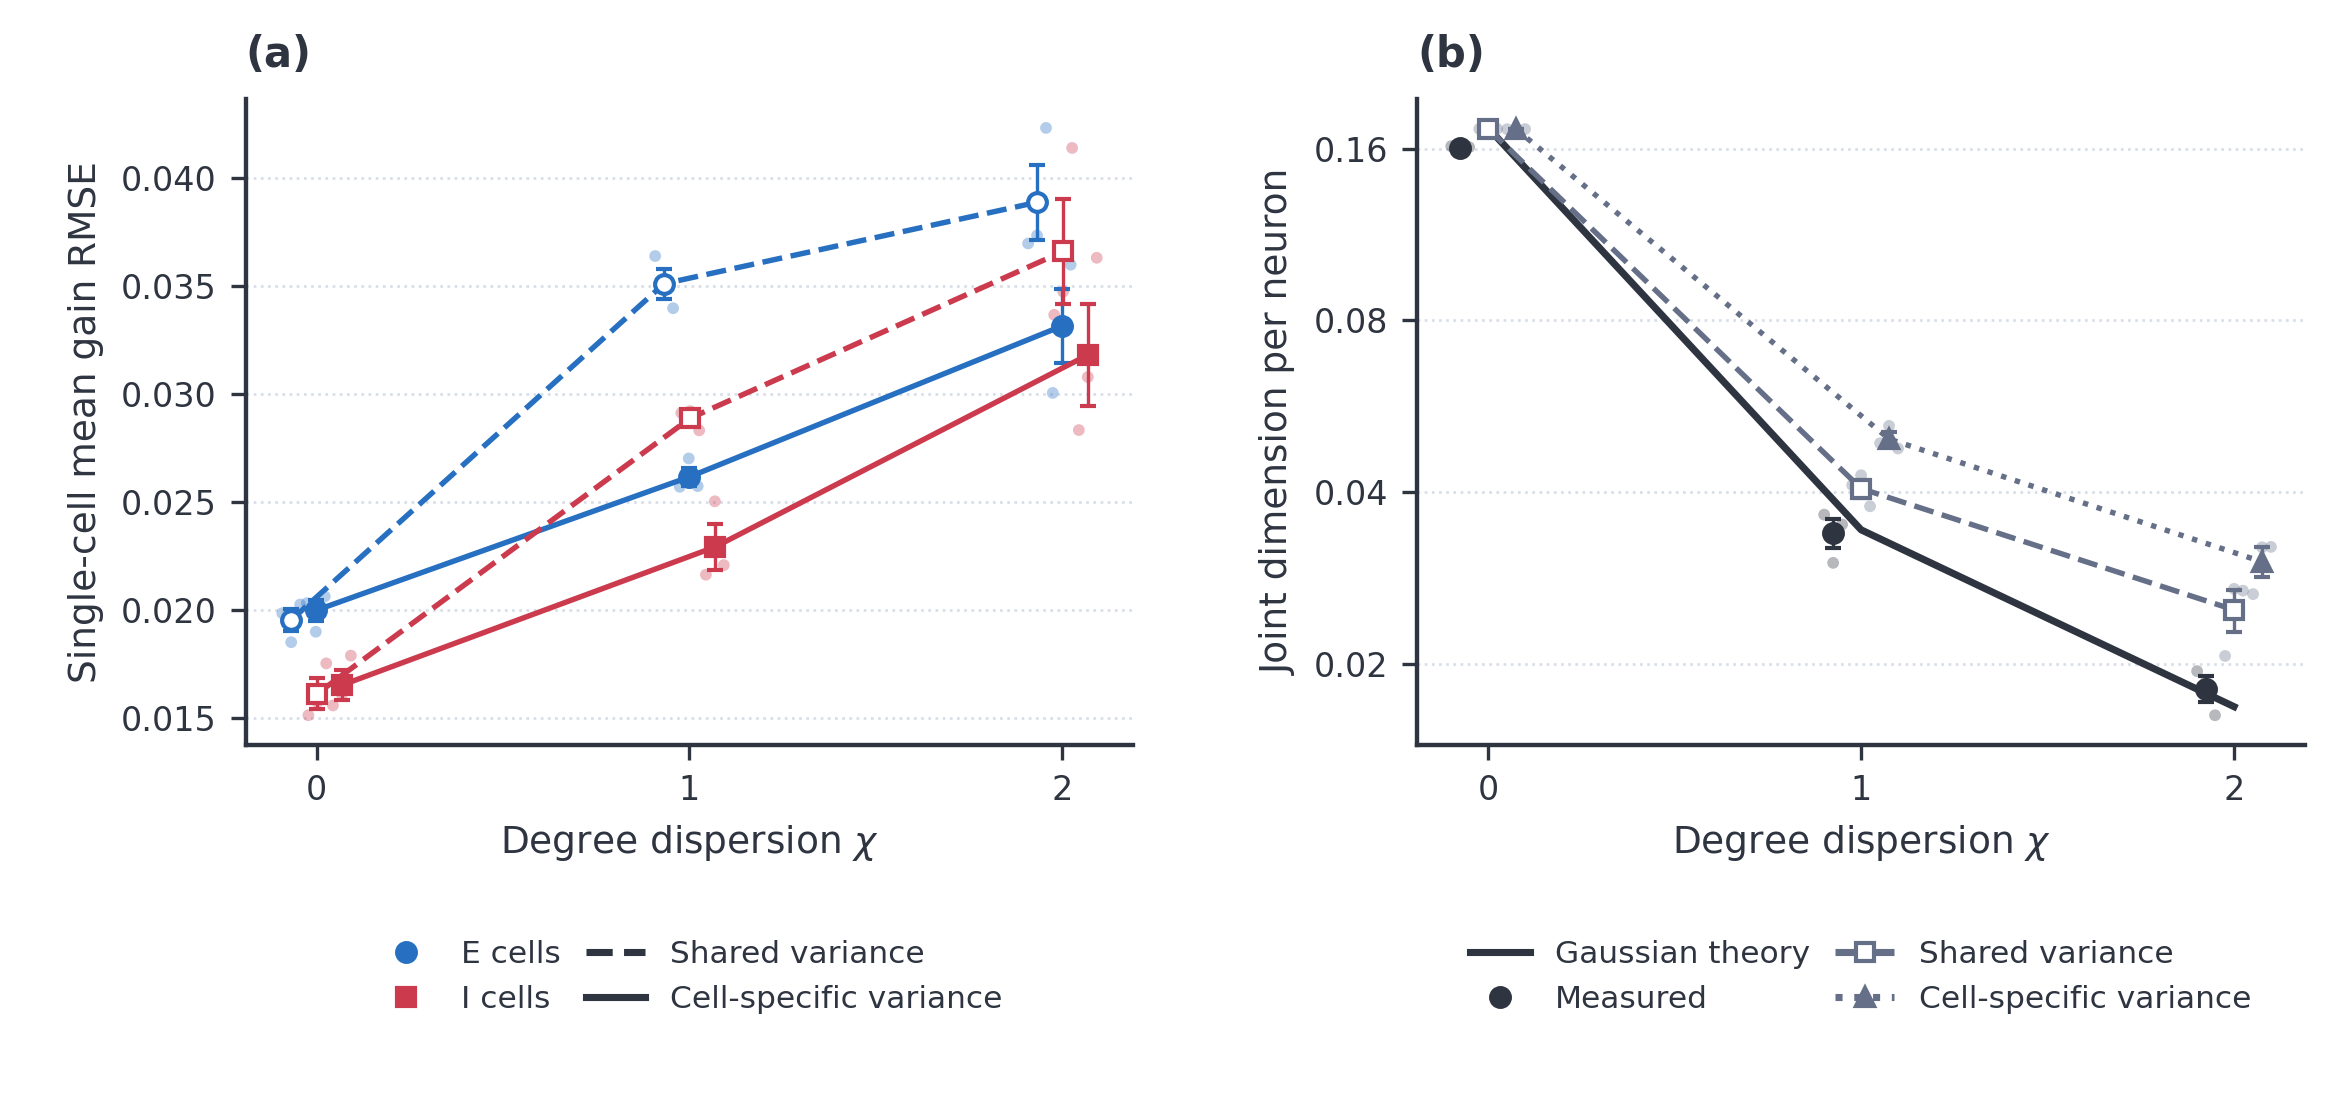 (a)
Single-cell mean gain RMSE
0.040
0.035
0.030
0.025
0.020
0.015
0
1
2
Degree dispersion χ
E cells
I cells
Shared variance
Cell-specific variance
(b)
Joint dimension per neuron
0.16
0.08
0.04
0.02
0
1
2
Degree dispersion χ
Gaussian theory
Measured
Shared variance
Cell-specific variance